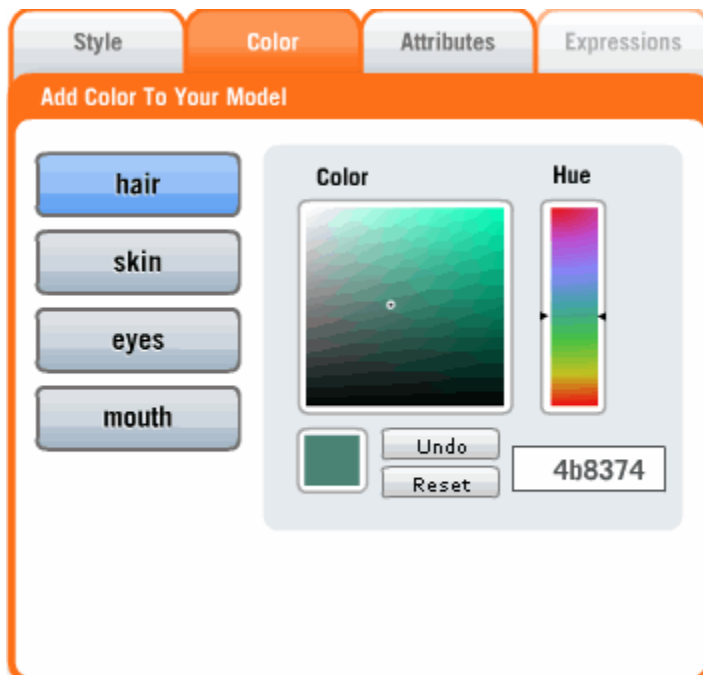 Style Color Attributes Expressions
Add Color To Your Model
hair
skin
eyes
mouth
Color Hue
Undo
Reset
4b8374